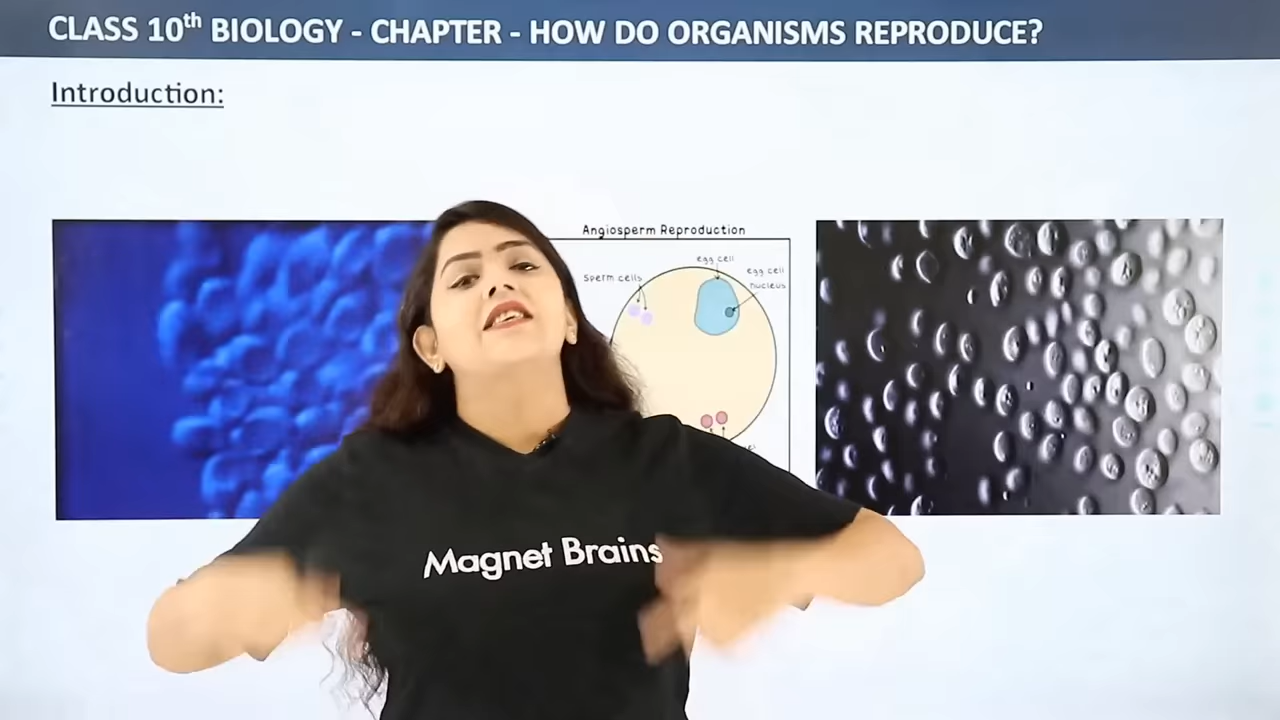 CLASS 10th BIOLOGY - CHAPTER - HOW DO ORGANISMS REPRODUCE?
Introduction:
Angiosperm Reproduction
egg cell
sperm cells
egg cell
nucleus
Magnet Brains